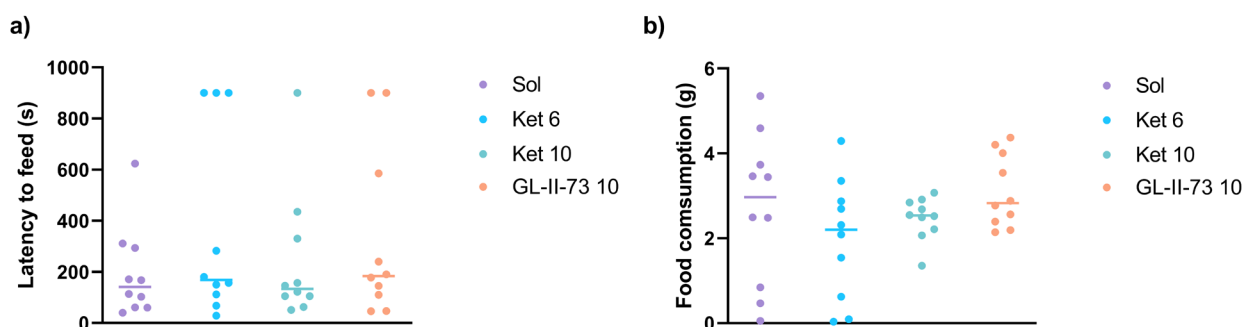 a)
Latency to feed (s)
1000
800
600
400
200
0
Sol
Ket 6
Ket 10
GL-II-73 10
b)
Food comsumption (g)
6
4
2
0
Sol
Ket 6
Ket 10
GL-II-73 10